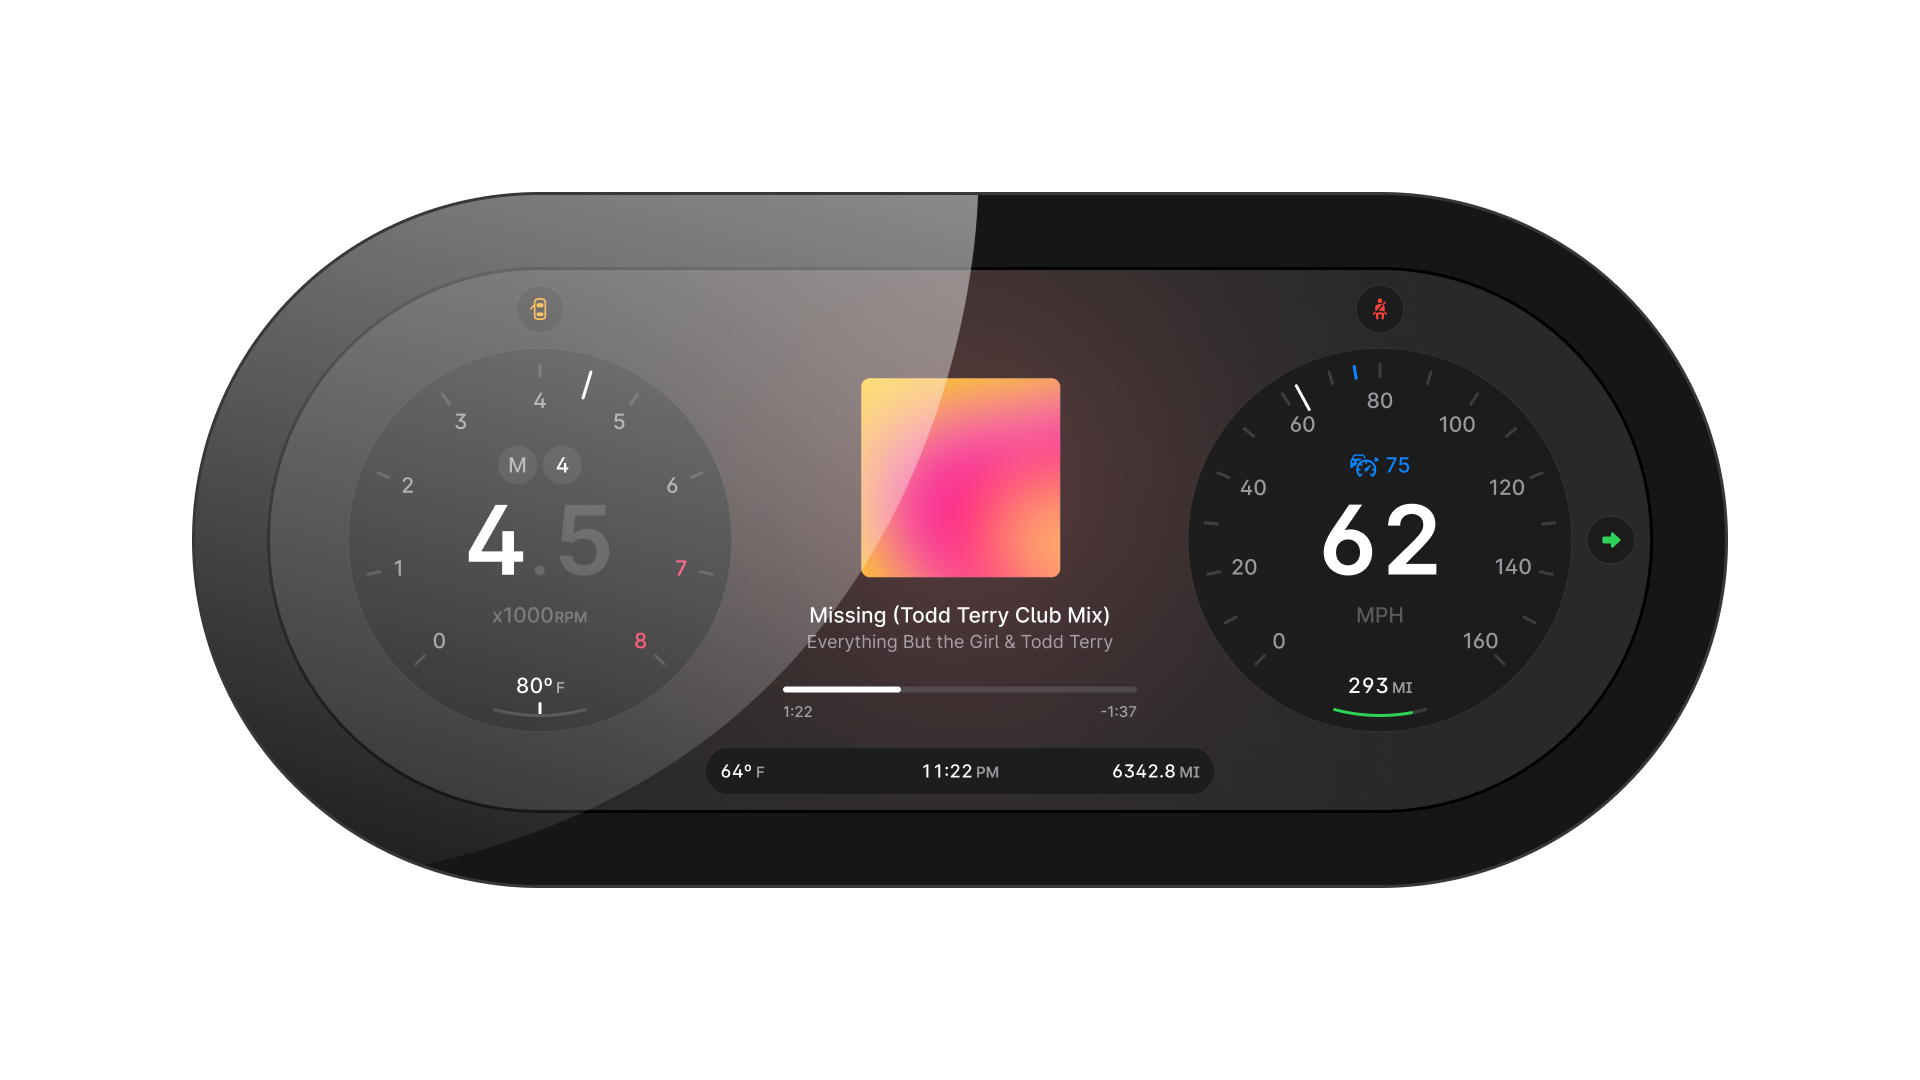 0
1
2
3
4
5
6
7
8
M 4
4.5
x1000RPM
80º F
Missing (Todd Terry Club Mix)
Everything But the Girl & Todd Terry
1:22 -1:37
64º F 11:22 PM 6342.8 MI
0
20
40
60
80
100
120
140
160
75
62
MPH
293 MI